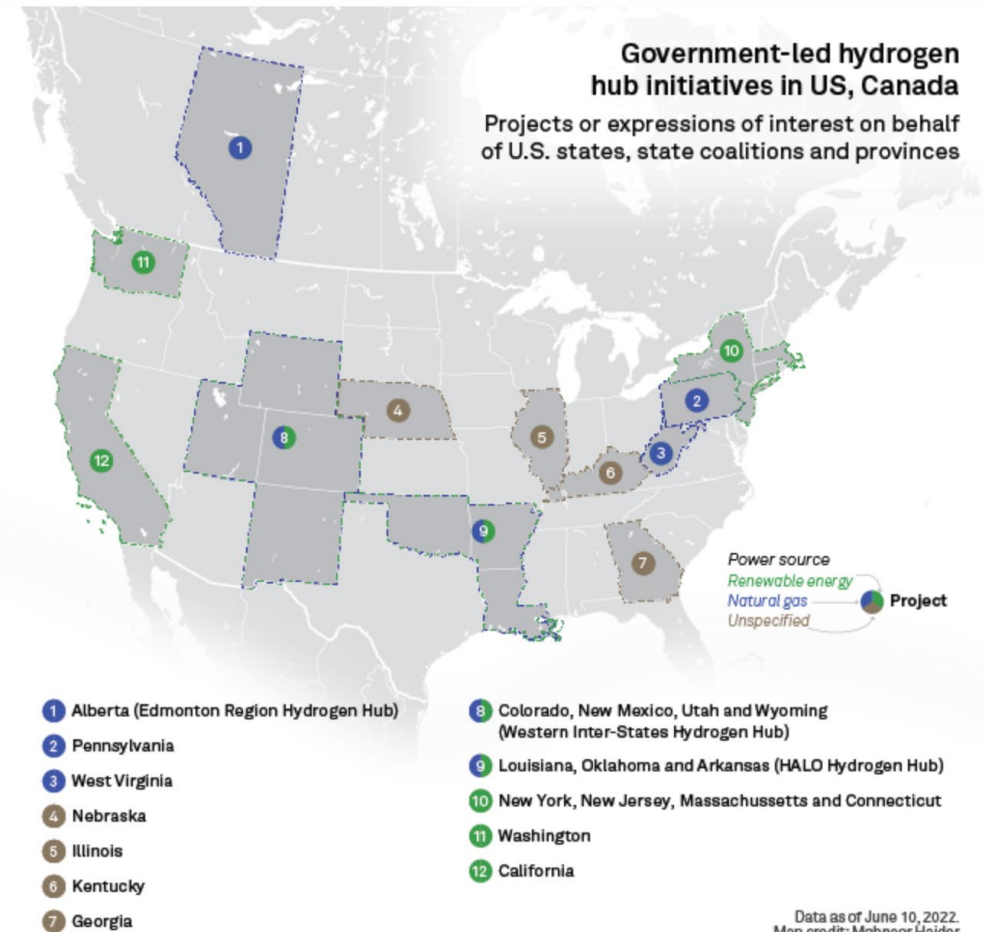 Government-led hydrogen
hub initiatives in US, Canada
Projects or expressions of interest on behalf
of U.S. states, state coalitions and provinces
1
11
10
2
4
8
5
3
12
6
9
7
Power source
Renewable energy
Natural gas
Unspecified
Project
1 Alberta (Edmonton Region Hydrogen Hub)
2 Pennsylvania
3 West Virginia
4 Nebraska
5 Illinois
6 Kentucky
7 Georgia
8 Colorado, New Mexico, Utah and Wyoming
(Western Inter-States Hydrogen Hub)
9 Louisiana, Oklahoma and Arkansas (HALO Hydrogen Hub)
10 New York, New Jersey, Massachussetts and Connecticut
11 Washington
12 California
Data as of June 10, 2022.
Map credit: Mahnoor Haider